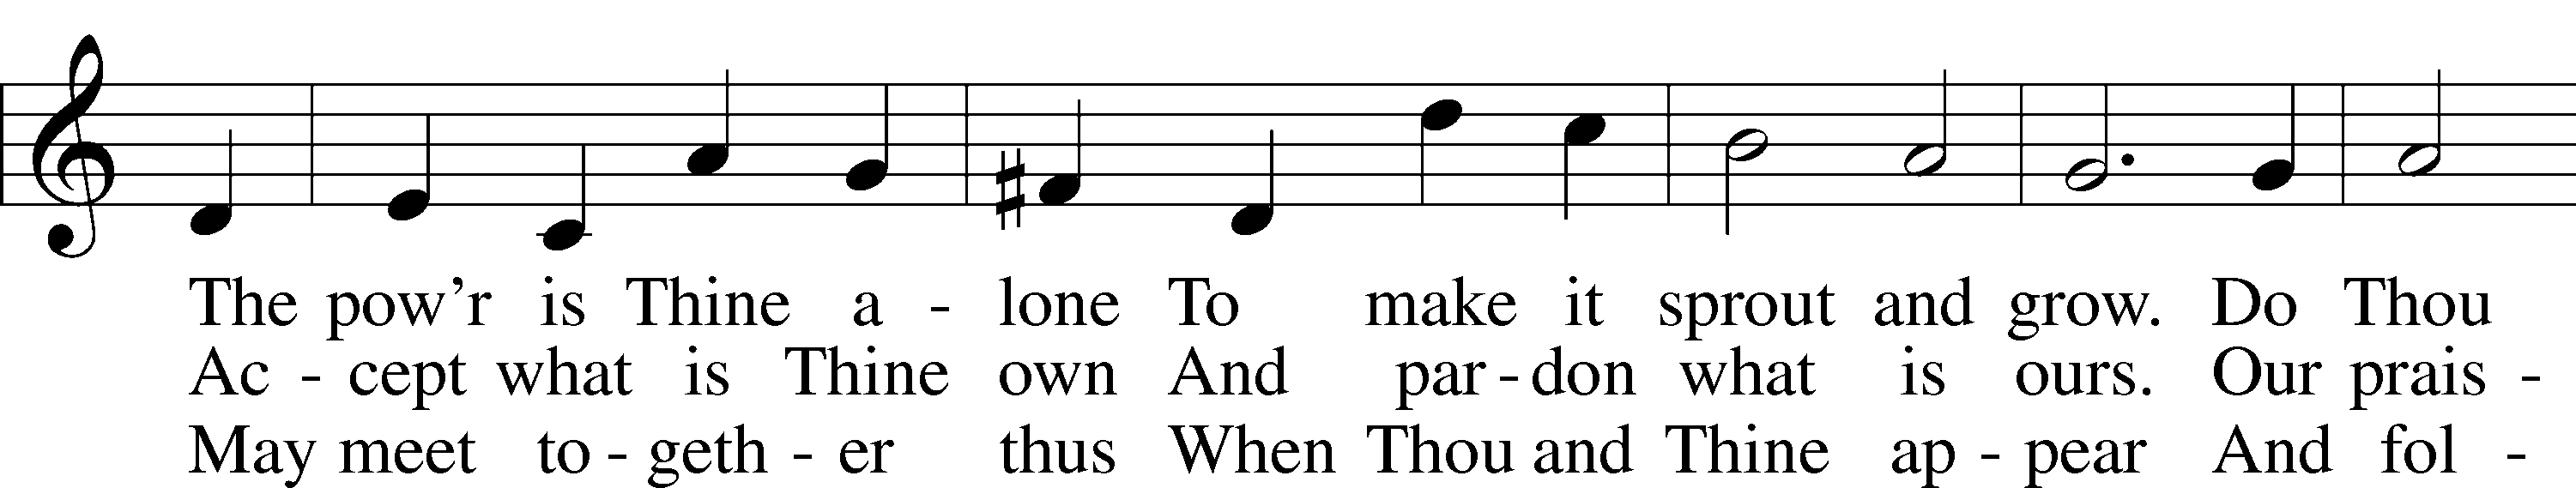 The pow’r is Thine a - lone To make it sprout and grow. Do Thou
Ac - cept what is Thine own And par - don what is ours. Our prais -
May meet to - geth - er thus When Thou and Thine ap - pear And fol -